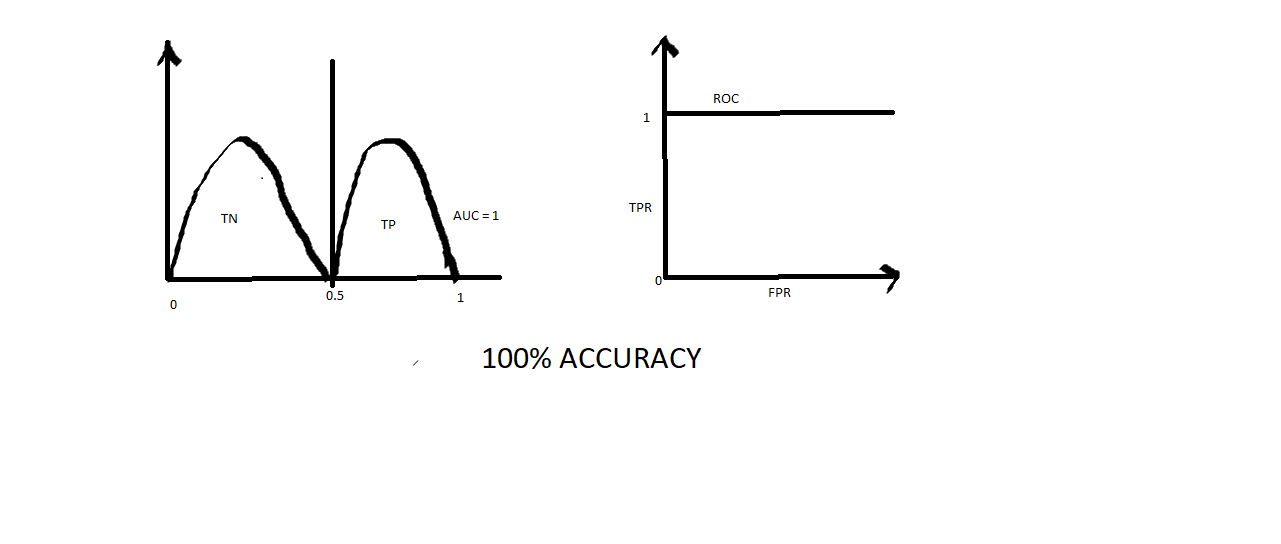 TN
TP
AUC = 1
0
0.5
1
ROC
1
TPR
0
FPR
100% ACCURACY